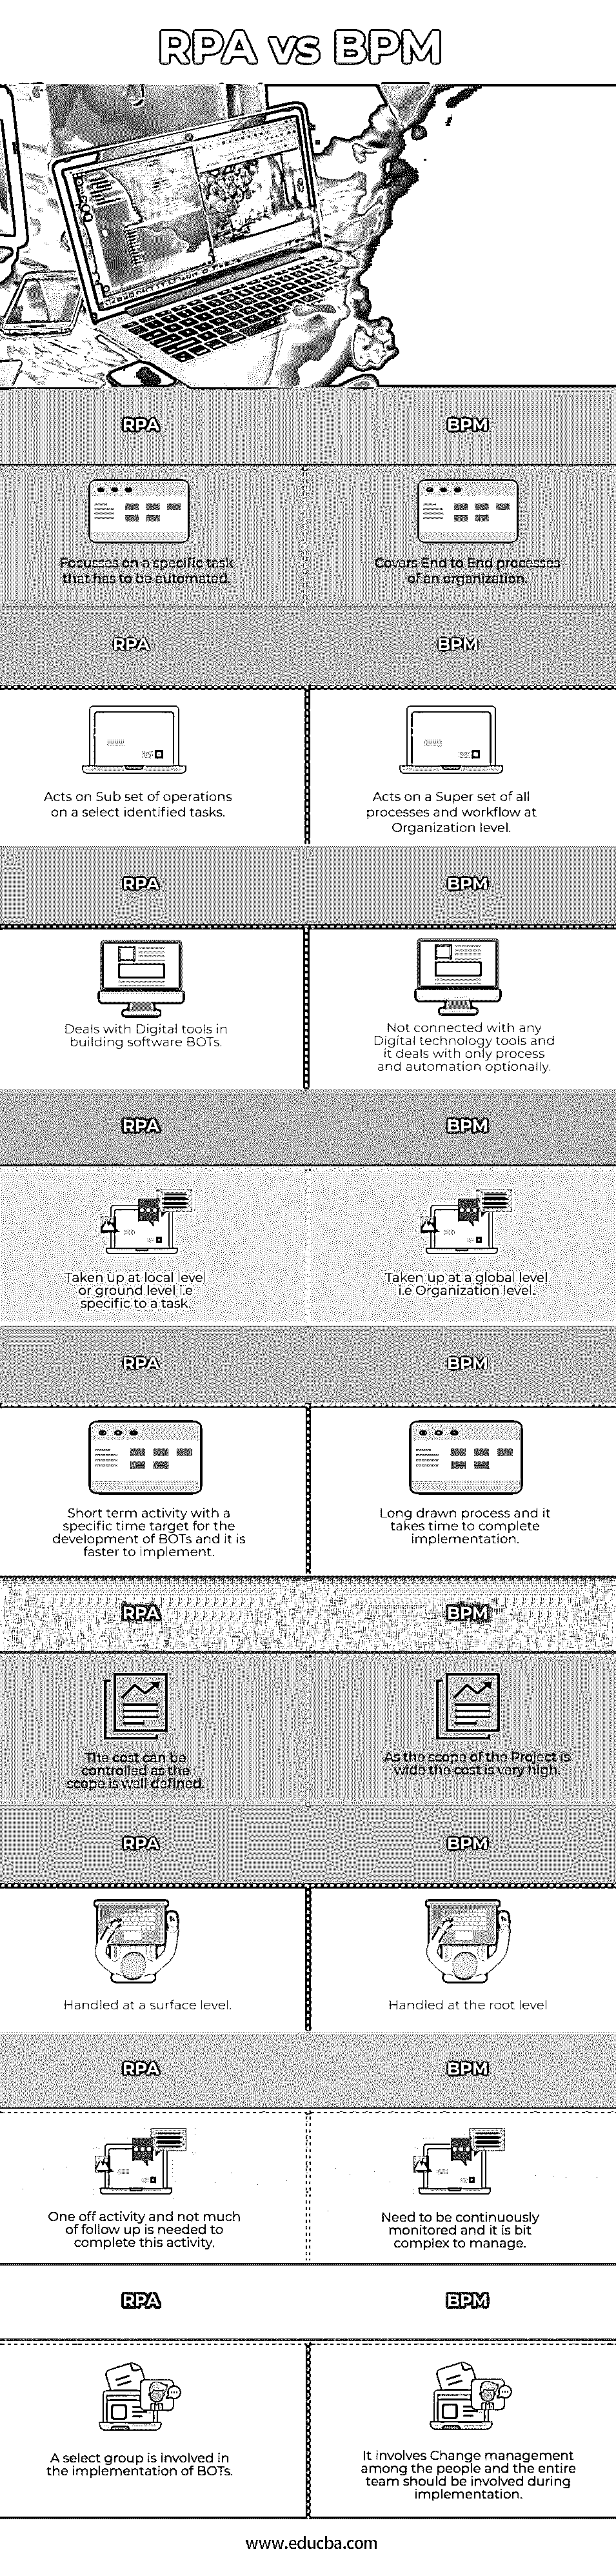 RPA vs BPM
RPA
BPM
Focusses on a specific task
that has to be automated.
Covers End to End processes
of an organization.
RPA
BPM
Acts on Sub set of operations
on a select identified tasks.
Acts on a Super set of all
processes and workflow at
Organization level.
RPA
BPM
Deals with Digital tools in
building software BOTs.
Not connected with any
Digital technology tools and
it deals with only process
and automation optionally.
RPA
BPM
Taken up at local level
or ground level i.e
specific to a task.
Taken up at a global level
i.e Organization level.
RPA
BPM
Short term activity with a
specific time target for the
development of BOTs and it is
faster to implement.
Long drawn process and it
takes time to complete
implementation.
RPA
BPM
The cost can be
controlled as the
scope is well defined.
As the scope of the Project is
wide the cost is very high.
RPA
BPM
Handled at a surface level.
Handled at the root level
RPA
BPM
One off activity and not much
of follow up is needed to
complete this activity.
Need to be continuously
monitored and it is bit
complex to manage.
RPA
BPM
A select group is involved in
the implementation of BOTs.
It involves Change management
among the people and the entire
team should be involved during
implementation.
www.educba.com